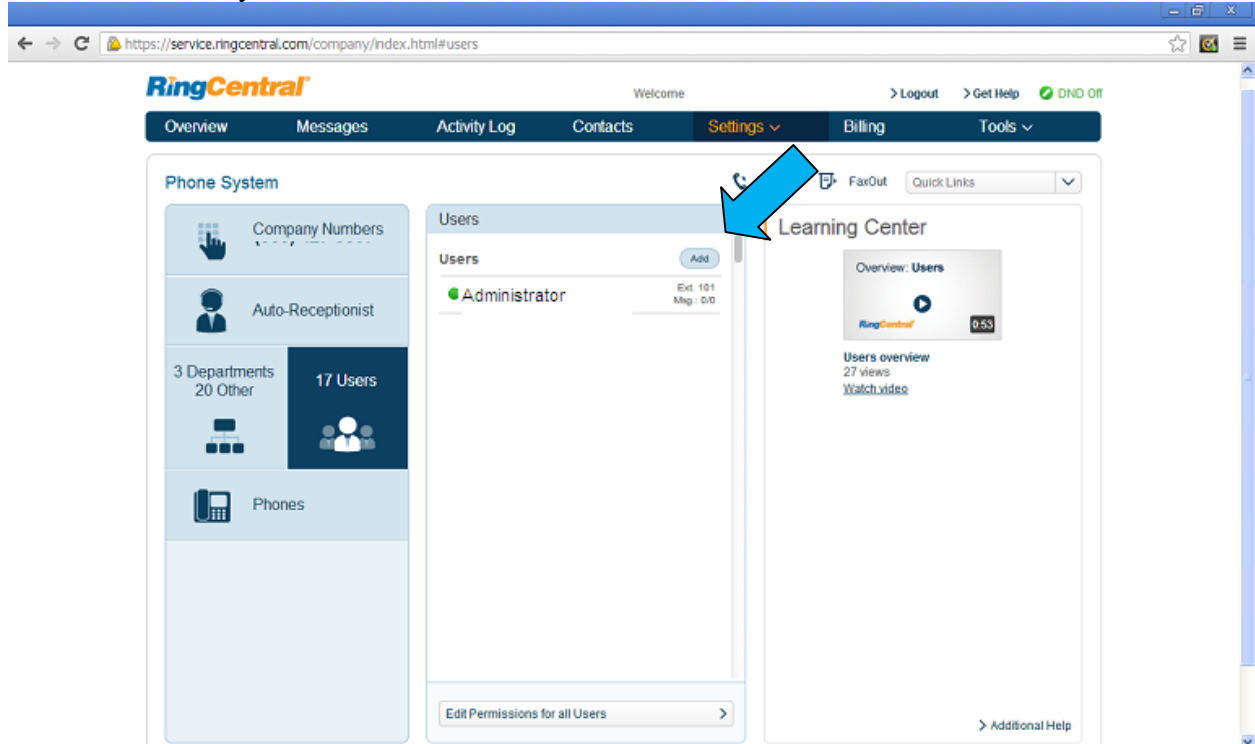 https://service.ringcentral.com/company/index.html#users
RingCentral®
Welcome
> Logout > Get Help DND Off
Overview Messages Activity Log Contacts Settings Billing Tools
Phone System
FaxOut Quick Links
Company Numbers
Auto-Receptionist
3 Departments
20 Other
17 Users
Phones
Users
Users Add
Administrator
Ext. 101
Msg : 0/0
Edit Permissions for all Users >
Learning Center
Overview: Users
RingCentral®
0:53
Users overview
27 views
Watch video
> Additional Help